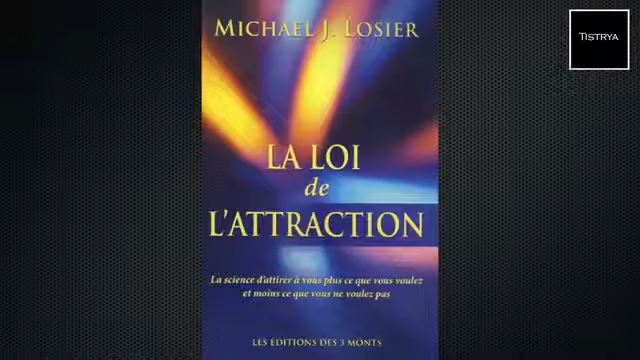 MICHAEL J. LOSIER
TISTRYA
LA LOI
de
L'ATTRACTION
La science d'attirer à vous plus ce que vous voulez
et moins ce que vous ne voulez pas
LES ÉDITIONS DES 3 MONTS